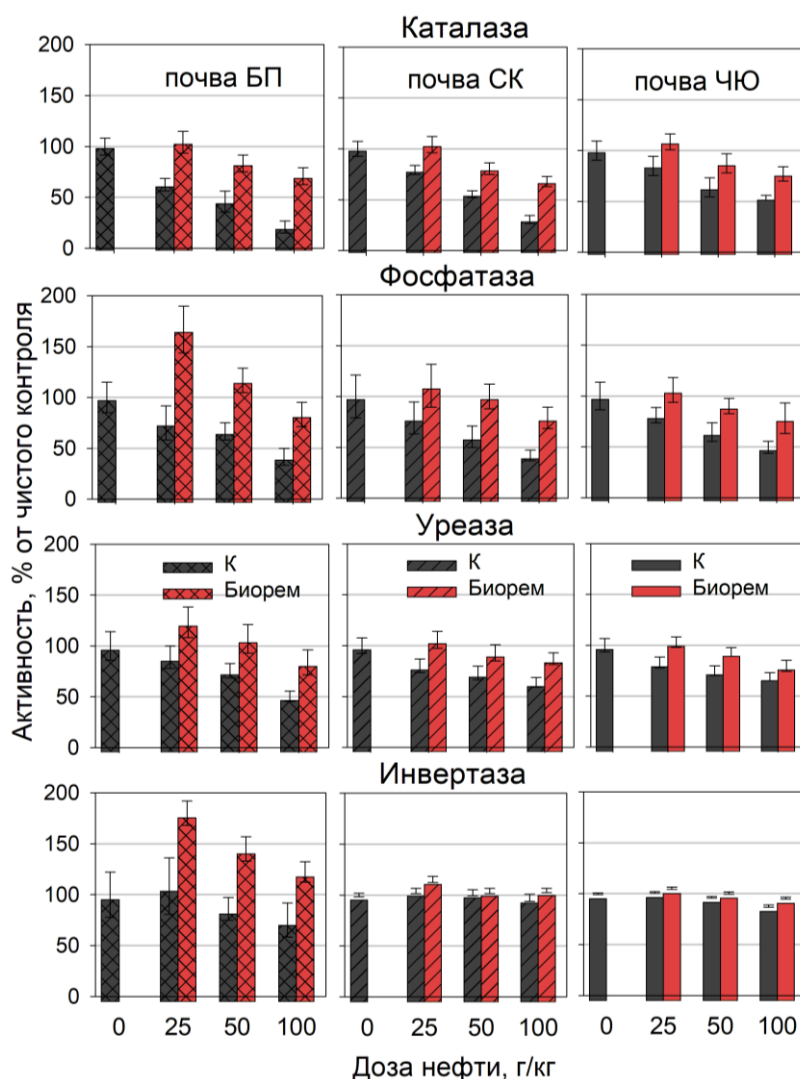 Каталаза
почва БП
почва СК
почва ЧЮ
200
150
100
50
0
Фосфатаза
200
150
100
50
0
Уреаза
К
Биорем
К
Биорем
К
Биорем
200
150
100
50
0
Инвертаза
200
150
100
50
0
0 25 50 100
0 25 50 100
0 25 50 100
Активность, % от чистого контроля
Доза нефти, г/кг